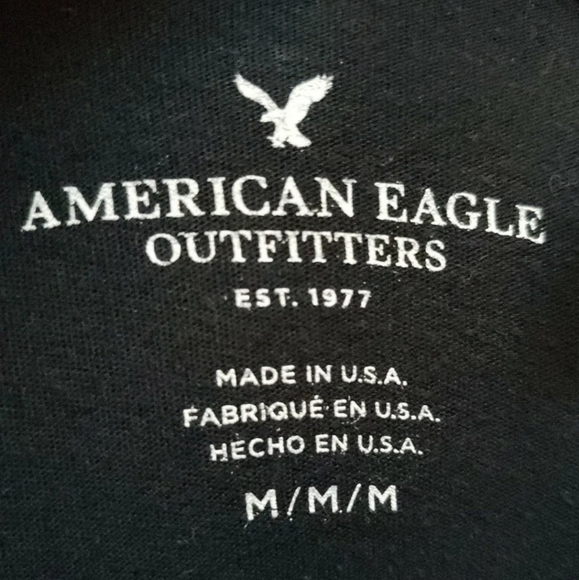 AMERICAN EAGLE
OUTFITTERS
EST. 1977
MADE IN U.S.A.
FABRIQUÉ EN U.S.A.
HECHO EN U.S.A.
M/M/M